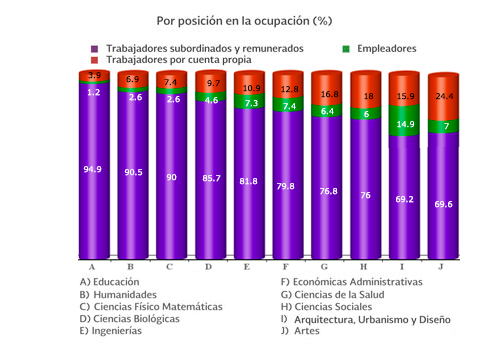 Por posición en la ocupación (%)
Trabajadores subordinados y remunerados
Empleadores
Trabajadores por cuenta propia
3.9 6.9 7.4 9.7 10.9 12.8 16.8 18 15.9 24.4
1.2 2.6 2.6 4.6 7.3 7.4 6.4 6 14.9 7
94.9 90.5 90 85.7 81.8 79.8 76.8 76 69.2 69.6
A B C D E F G H I J
A) Educación
B) Humanidades
C) Ciencias Físico Matemáticas
D) Ciencias Biológicas
E) Ingenierías
F) Económicas Administrativas
G) Ciencias de la Salud
H) Ciencias Sociales
I) Arquitectura, Urbanismo y Diseño
J) Artes